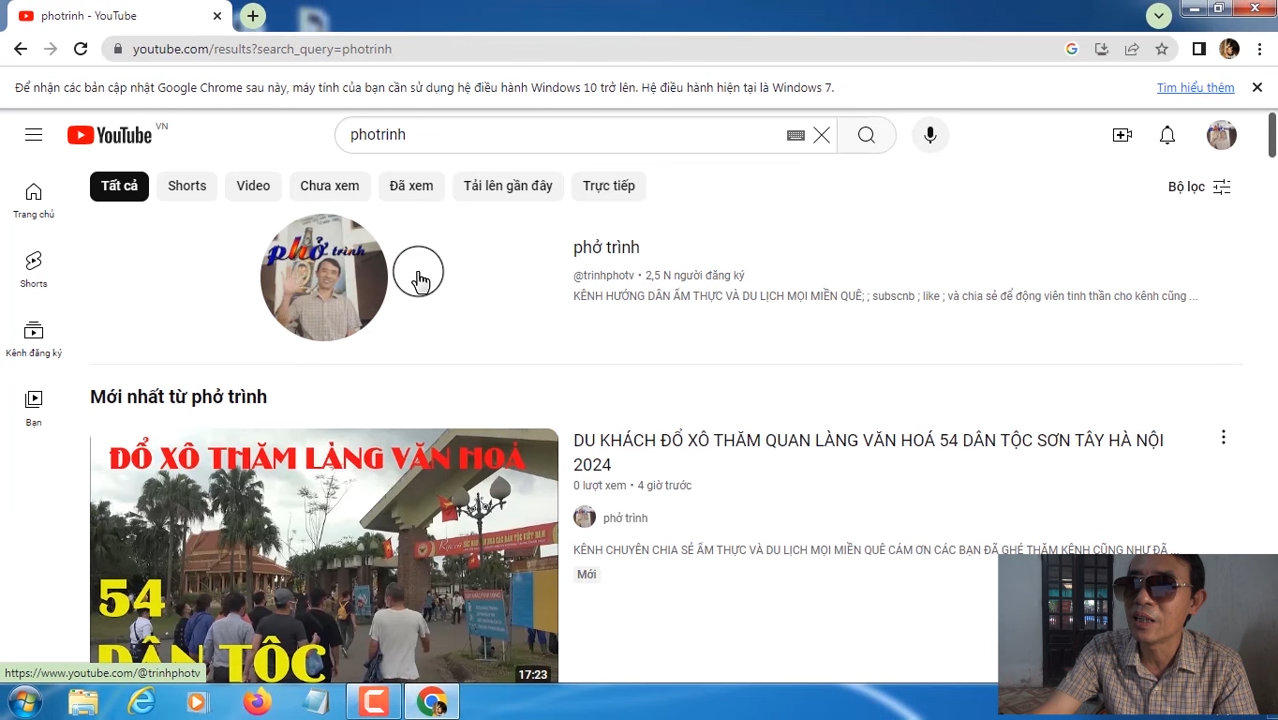 photrinh - YouTube
youtube.com/results?search_query=photrinh
Để nhận các bản cập nhật Google Chrome sau này, máy tính của bạn cần sử dụng hệ điều hành Windows 10 trở lên. Hệ điều hành hiện tại là Windows 7.
Tìm hiểu thêm
YouTube VN
photrinh
Tất cả
Shorts
Video
Chưa xem
Đã xem
Tải lên gần đây
Trực tiếp
Bộ lọc
Trang chủ
Shorts
Kênh đăng ký
Bạn
phở trình
phở trình
@trinhphotv • 2,5 N người đăng ký
KÊNH HƯỚNG DẪN ẨM THỰC VÀ DU LỊCH MỌI MIỀN QUÊ; ; subscnb ; like ; và chia sẻ để động viên tinh thần cho kênh cũng ...
Mới nhất từ phở trình
ĐỔ XÔ THĂM LÀNG VĂN HOÁ
54
DÂN TỘC
17:23
DU KHÁCH ĐỔ XÔ THĂM QUAN LÀNG VĂN HOÁ 54 DÂN TỘC SƠN TÂY HÀ NỘI
2024
0 lượt xem • 4 giờ trước
phở trình
KÊNH CHUYÊN CHIA SẺ ẨM THỰC VÀ DU LỊCH MỌI MIỀN QUÊ CÁM ƠN CÁC BẠN ĐÃ GHÉ THĂM KÊNH CŨNG NHƯ ĐÃ ...
Mới
https://www.youtube.com/@trinhphotv